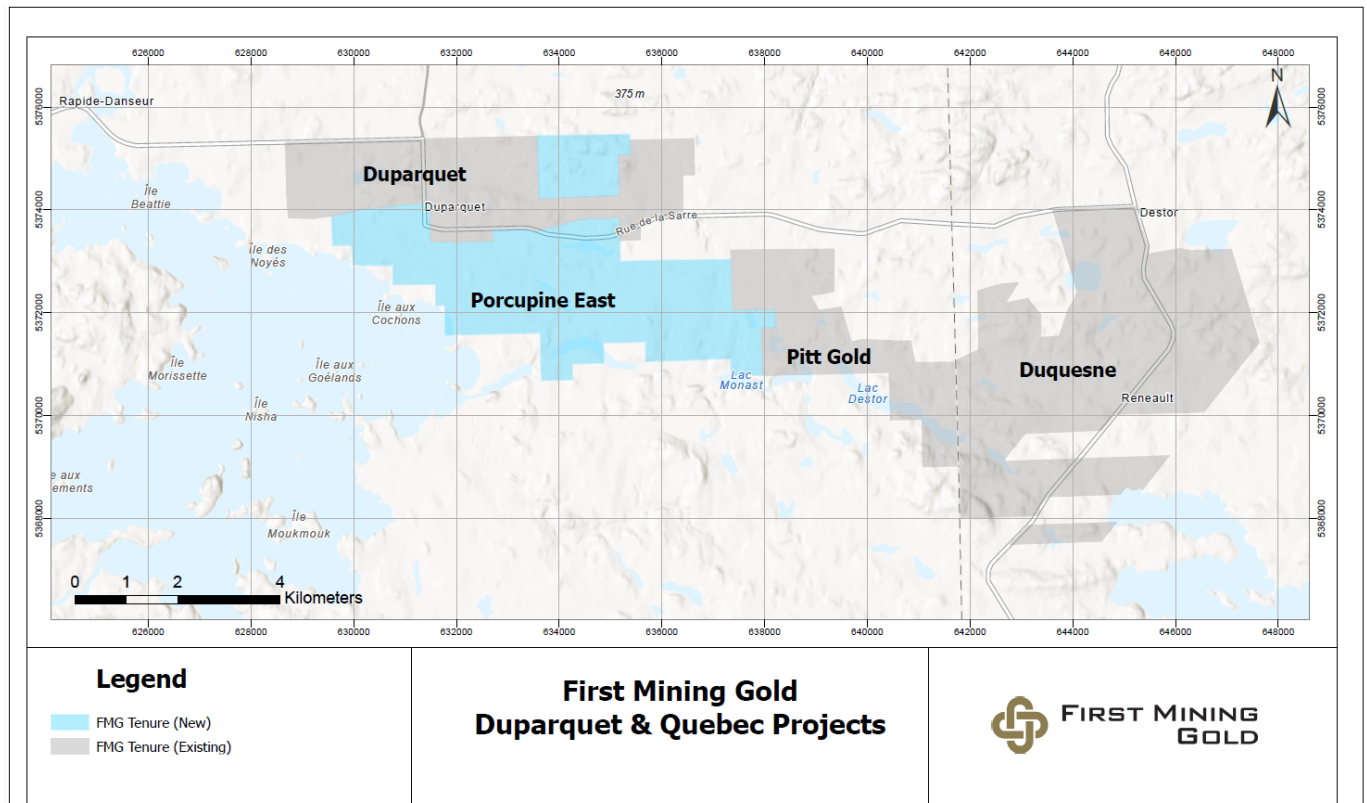 626000 628000 630000 632000 634000 636000 638000 640000 642000 644000 646000 648000
N
375 m
Rapide-Danseur
5376000
5376000
Duparquet
Île
Beattie
Duparquet
5374000
5374000
Destor
Rue de la Sarre
Île des
Noyés
Porcupine East
Île aux
Cochons
5372000
5372000
Île
Morissette
Île aux
Goélands
Pitt Gold
Duquesne
Lac
Monast
Lac
Destor
Reneault
Île
Nisha
5370000
5370000
e aux
ements
Île
Moukmouk
5368000
5368000
0 1 2 4
Kilometers
626000 628000 630000 632000 634000 636000 638000 640000 642000 644000 646000 648000
Legend
FMG Tenure (New)
FMG Tenure (Existing)
First Mining Gold
Duparquet & Quebec Projects
FIRST MINING
GOLD